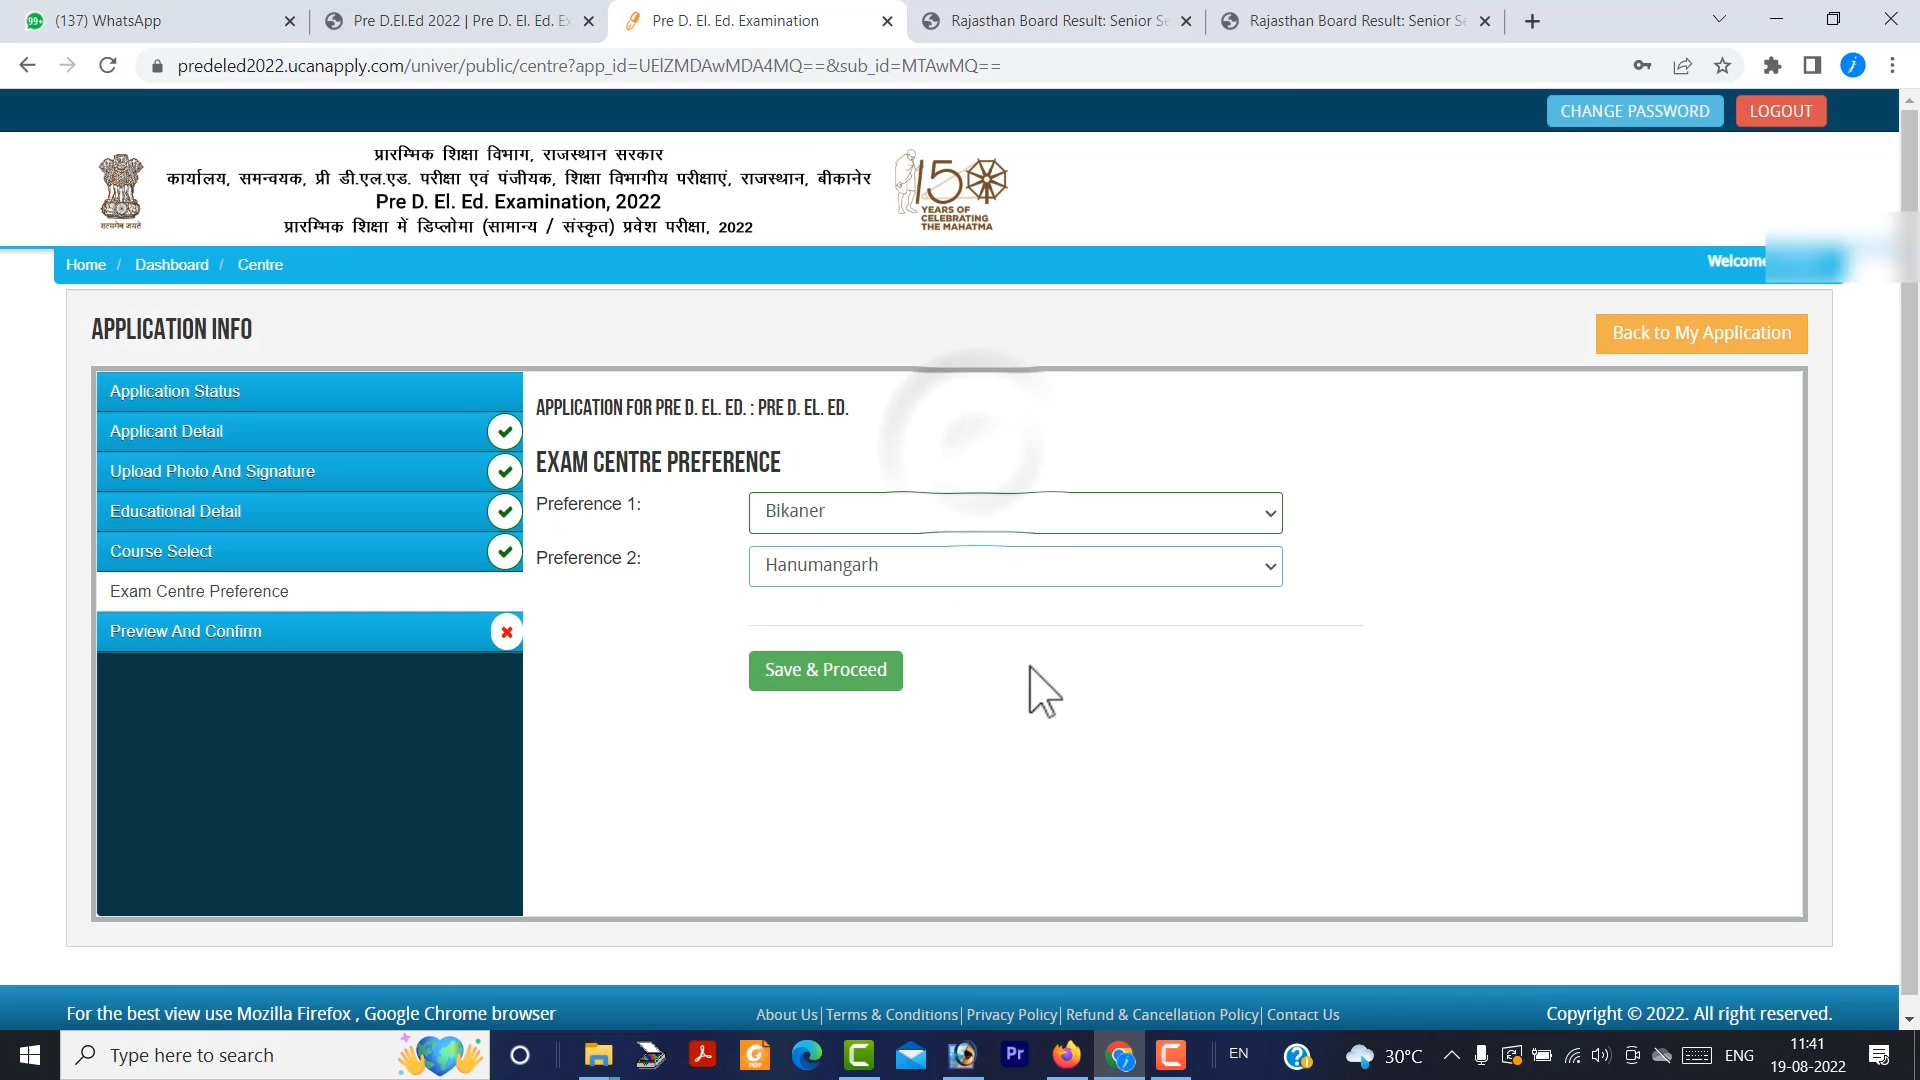 99+ (137) WhatsApp
Pre D.El.Ed 2022 | Pre D. El. Ed. Ex
Pre D. El. Ed. Examination
Rajasthan Board Result: Senior Se
Rajasthan Board Result: Senior Se
predeled2022.ucanapply.com/univer/public/centre?app_id=UElZMDAwMDA4MQ==&sub_id=MTAwMQ==
CHANGE PASSWORD LOGOUT
प्रारम्भिक शिक्षा विभाग, राजस्थान सरकार
कार्यालय, समन्वयक, प्री डी.एल.एड. परीक्षा एवं पंजीयक, शिक्षा विभागीय परीक्षाएं, राजस्थान, बीकानेर
Pre D. El. Ed. Examination, 2022
प्रारम्भिक शिक्षा में डिप्लोमा (सामान्य / संस्कृत) प्रवेश परीक्षा, 2022
सत्यमेव जयते
150
YEARS OF
CELEBRATING
THE MAHATMA
Home / Dashboard / Centre
Welcome
APPLICATION INFO
Back to My Application
Application Status
Applicant Detail
Upload Photo And Signature
Educational Detail
Course Select
Exam Centre Preference
Preview And Confirm
APPLICATION FOR PRE D. EL. ED. : PRE D. EL. ED.
EXAM CENTRE PREFERENCE
Preference 1: Bikaner
Preference 2: Hanumangarh
Save & Proceed
For the best view use Mozilla Firefox , Google Chrome browser
About Us| Terms & Conditions| Privacy Policy| Refund & Cancellation Policy| Contact Us
Copyright © 2022. All right reserved.
Type here to search
Pr
EN
30°C
ENG
11:41
19-08-2022